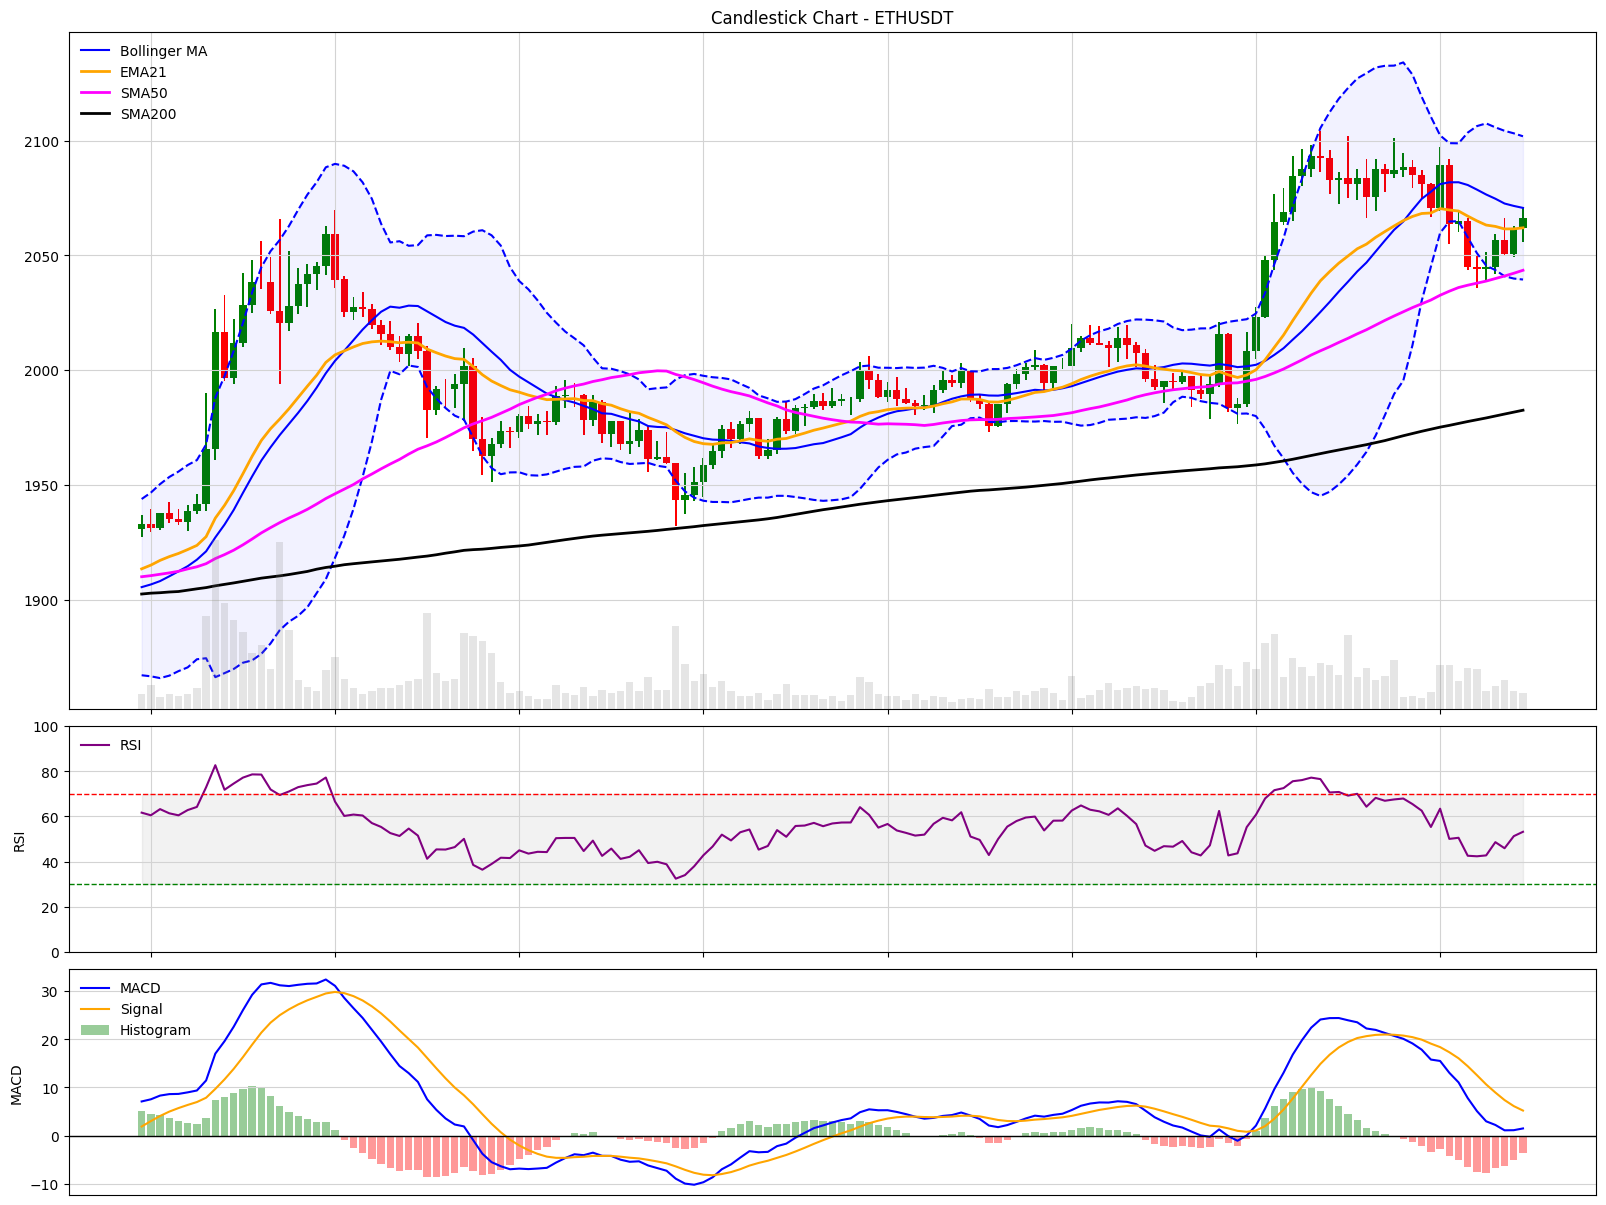 Candlestick Chart - ETHUSDT
Bollinger MA
EMA21
SMA50
SMA200
2100
2050
2000
1950
1900
RSI
100
80
60
40
20
0
RSI
MACD
Signal
Histogram
30
20
10
0
−10
MACD